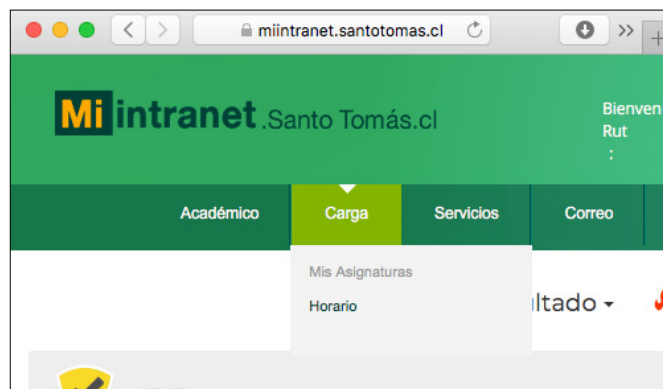 miintranet.santotomas.cl
Mi intranet.Santo Tomás.cl
Bienven
Rut
:
Académico Carga Servicios Correo
Mis Asignaturas
Horario
ltado